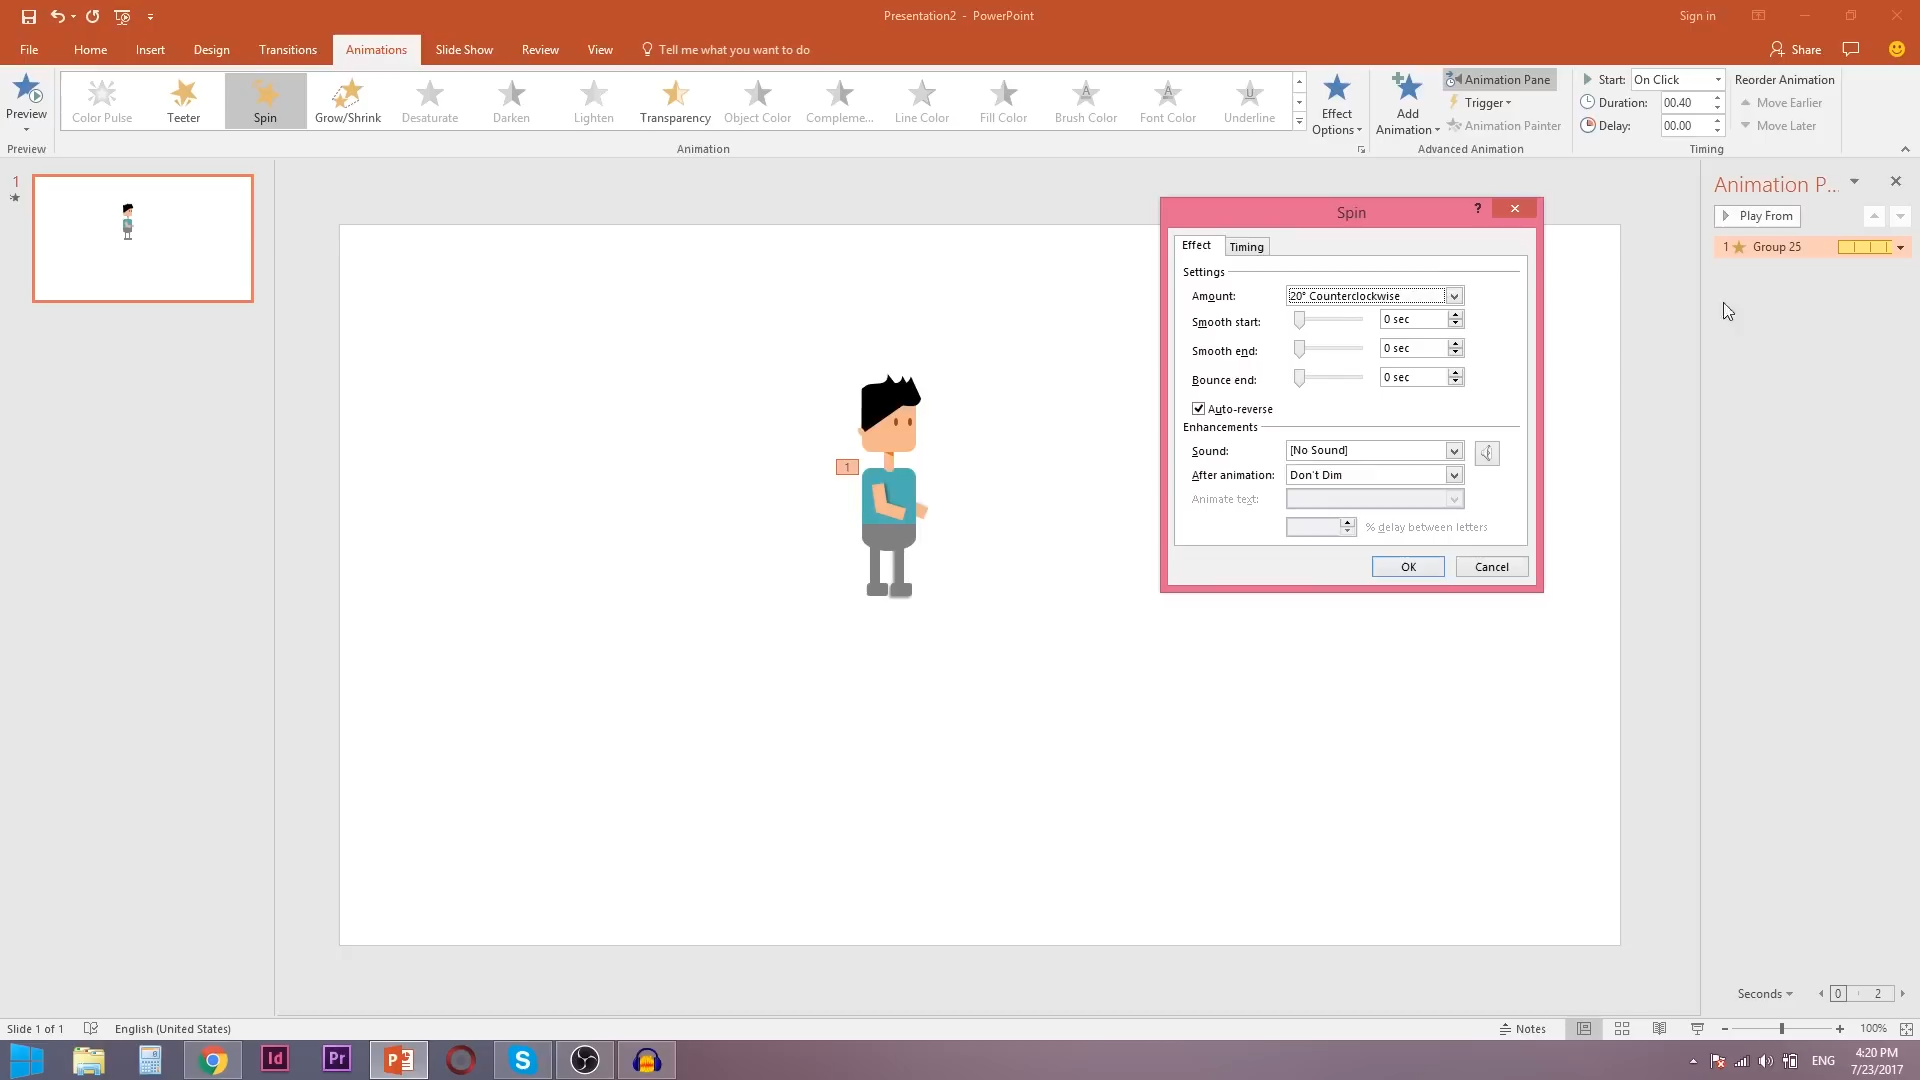 Presentation2 - PowerPoint
Sign in
File Home Insert Design Transitions Animations Slide Show Review View Tell me what you want to do
Share
Preview
Color Pulse Teeter Spin Grow/Shrink Desaturate Darken Lighten Transparency Object Color Compleme... Line Color Fill Color Brush Color Font Color Underline
Effect Options
Add Animation
Animation Pane
Trigger
Animation Painter
Start: On Click
Duration: 00.40
Delay: 00.00
Reorder Animation
Move Earlier
Move Later
Preview Animation Advanced Animation Timing
1
Animation P...
Play From
1 Group 25
Spin ?
Effect Timing
Settings
Amount: 20° Counterclockwise
Smooth start: 0 sec
Smooth end: 0 sec
Bounce end: 0 sec
Auto-reverse
Enhancements
Sound: [No Sound]
After animation: Don't Dim
Animate text:
% delay between letters
OK Cancel
1
Seconds 0 2
Slide 1 of 1 English (United States) Notes 100%
Id Pr P S
ENG
4:20 PM
7/23/2017